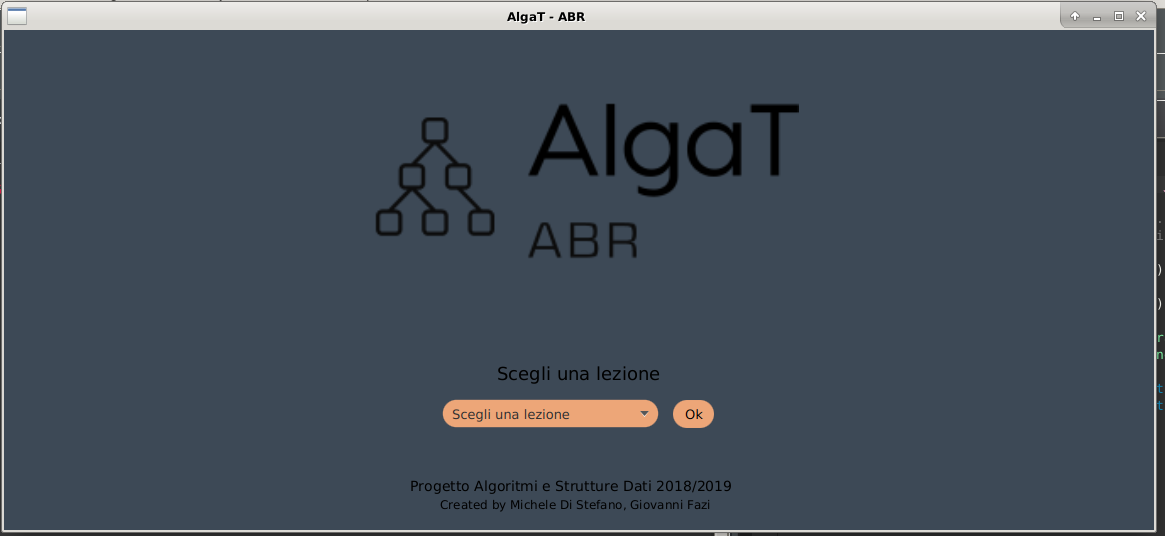 AlgaT - ABR
AlgaT
ABR
Scegli una lezione
Scegli una lezione
Ok
Progetto Algoritmi e Strutture Dati 2018/2019
Created by Michele Di Stefano, Giovanni Fazi